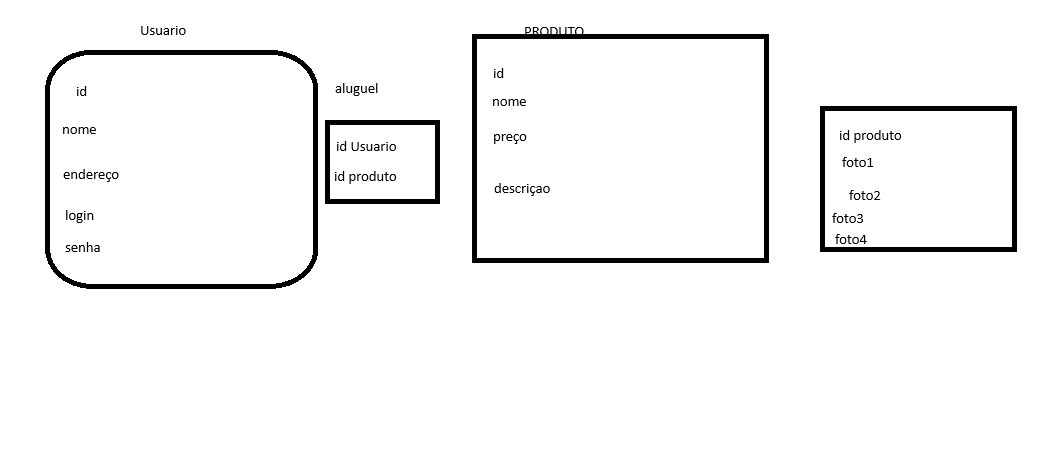 Usuario
id
nome
endereço
login
senha
aluguel
id Usuario
id produto
PRODUTO
id
nome
preço
descriçao
id produto
foto1
foto2
foto3
foto4